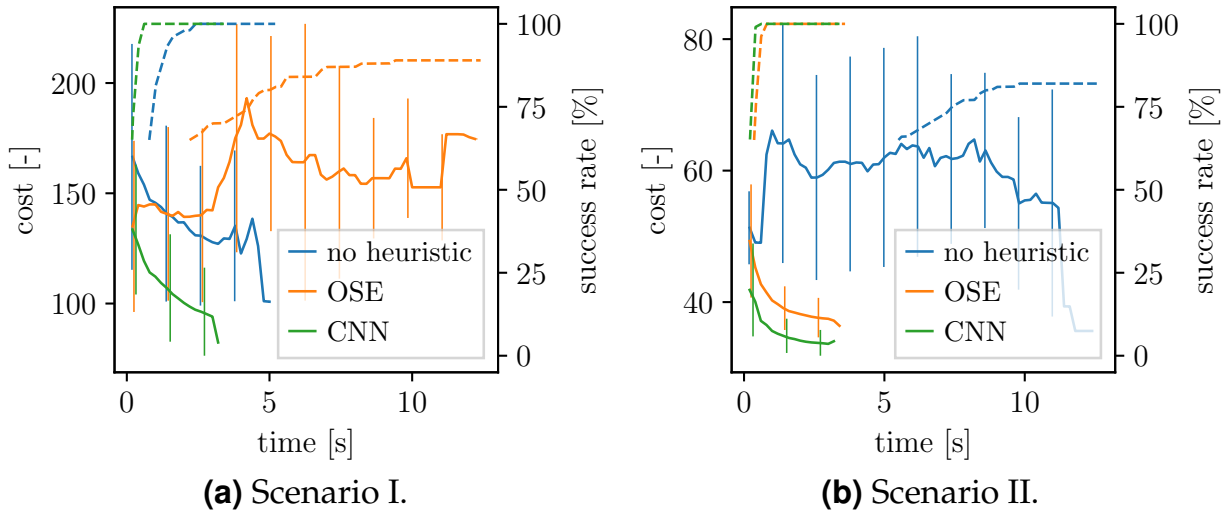 200
150
100
cost [-]
100
75
50
25
0
success rate [%]
no heuristic
OSE
CNN
0
5
10
time [s]
(a) Scenario I.
80
60
40
cost [-]
100
75
50
25
0
success rate [%]
no heuristic
OSE
CNN
0
5
10
time [s]
(b) Scenario II.